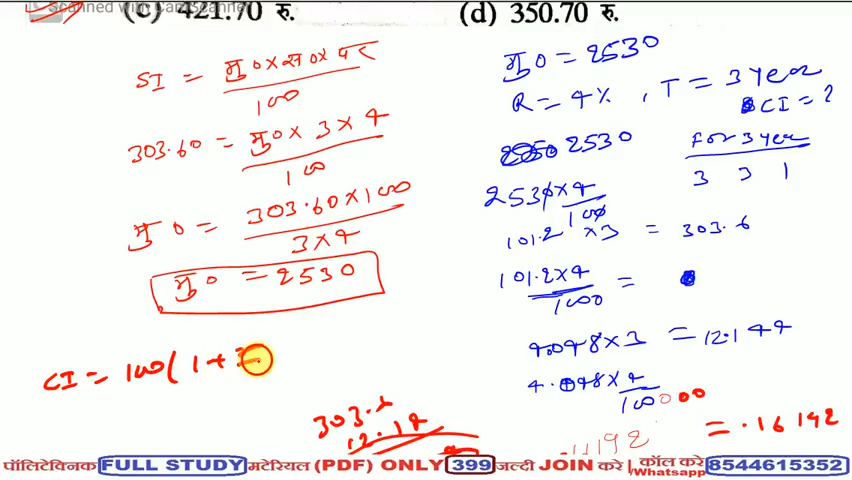 Scanned with CamScanner
(c) 421.70 रु. (d) 350.70 रु.
SI = मू० × स० × दर / 100
303.60 = मू० × 3 × 4 / 100
मू० = 303.60 × 100 / 3 × 4
मू० = 2530
CI = 100 ( 1 +
303.
12.14
मू० = 2530
R = 4% , T = 3 Year
CI = ?
2530
For 3 Year
3 3 1
2530 × 4 / 100
101.2 × 3 = 303.6
101.2 × 4 / 100 =
4.048 × 3 = 12.144
4.048 × 4 / 100
= .16192
पॉलिटेक्निक FULL STUDY मटेरियल (PDF) ONLY 399 जल्दी JOIN करे कॉल करे /Whatsapp 8544615352